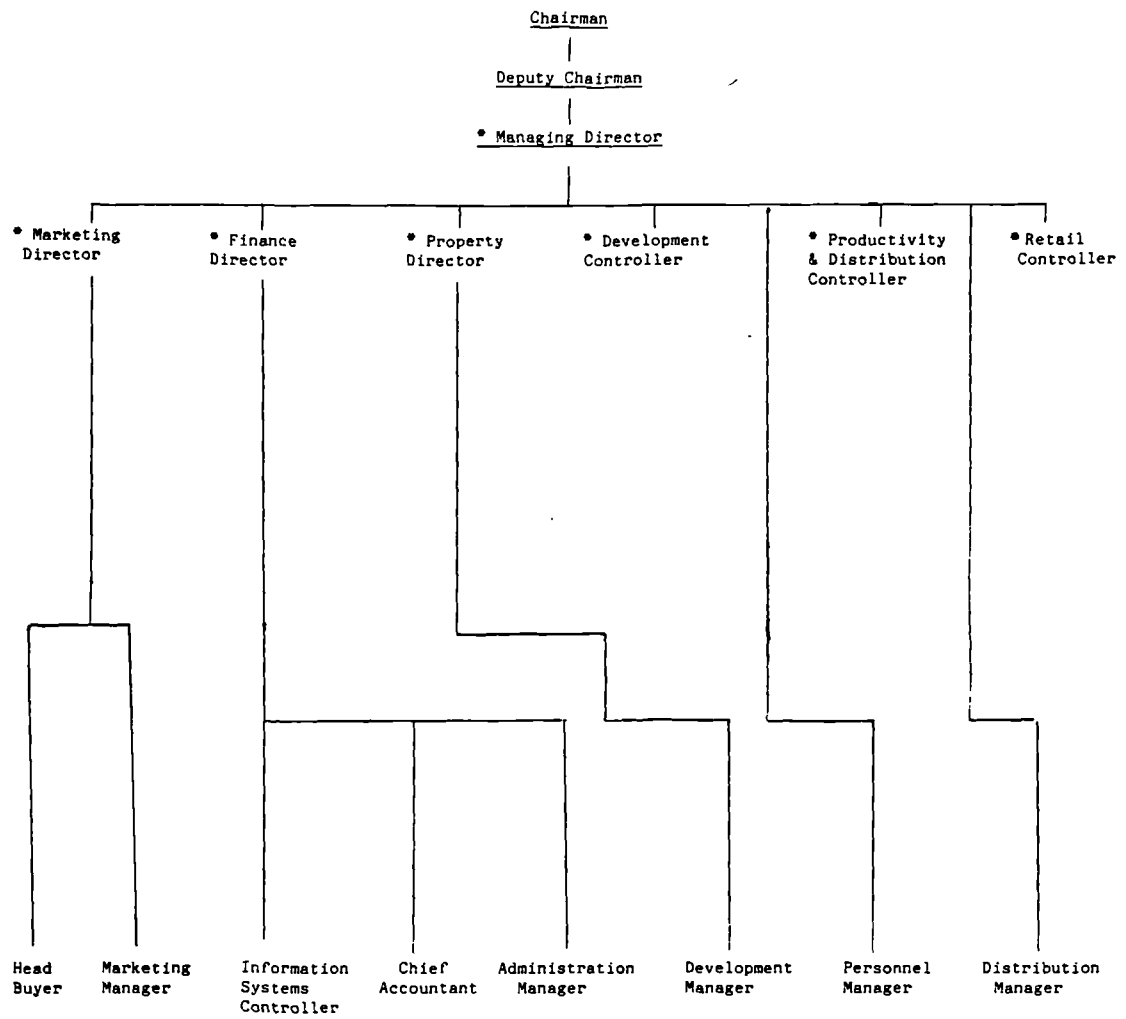 Chairman
Deputy Chairman
* Managing Director
* Marketing
Director
* Finance
Director
* Property
Director
* Development
Controller
* Productivity
& Distribution
Controller
* Retail
Controller
Head
Buyer
Marketing
Manager
Information
Systems
Controller
Chief
Accountant
Administration
Manager
Development
Manager
Personnel
Manager
Distribution
Manager